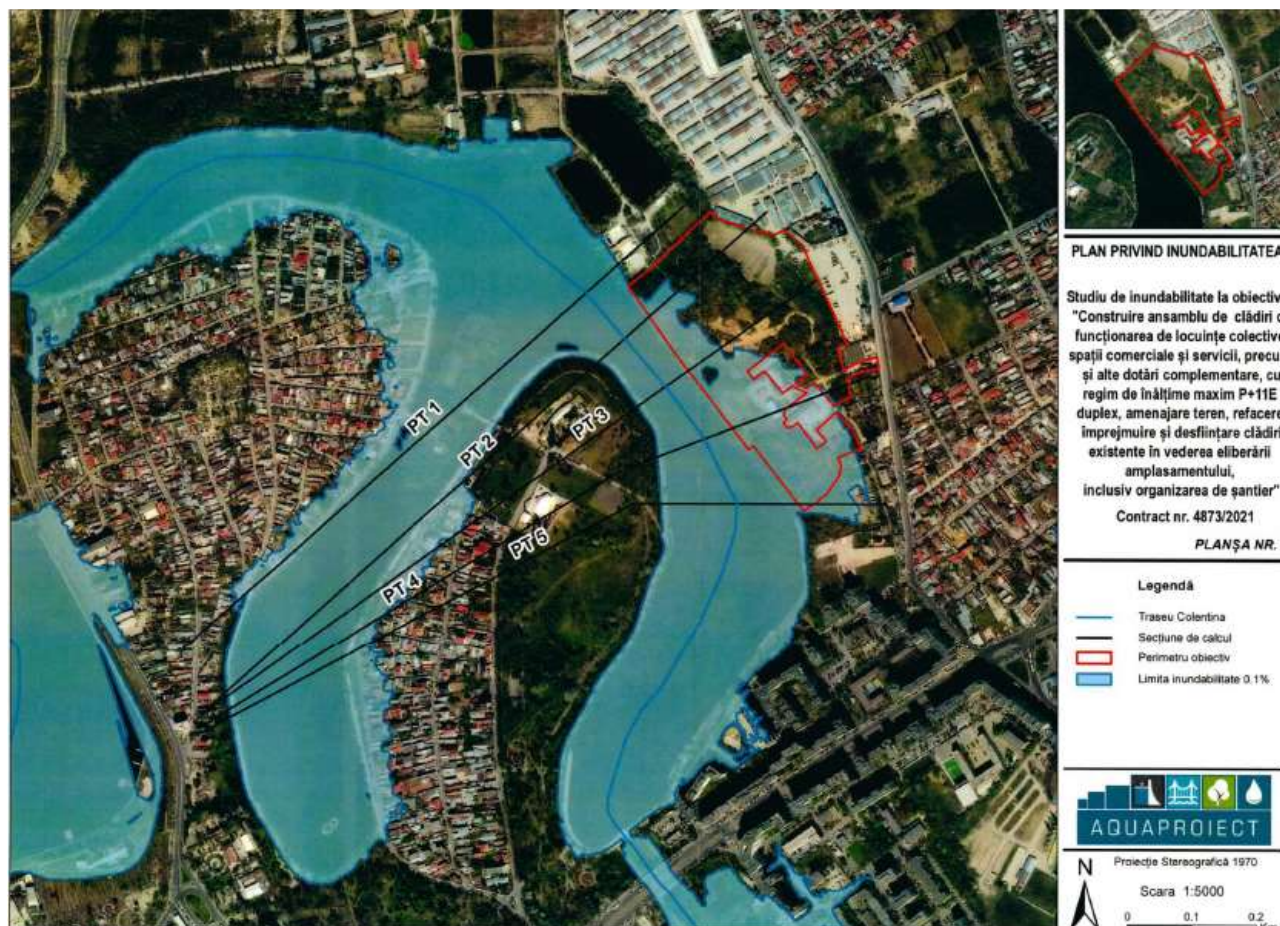 PT 1
PT 2
PT 3
PT 4
PT 5
PLAN PRIVIND INUNDABILITATEA
Studiu de inundabilitate la obiectiv
"Construire ansamblu de clădiri c
funcționarea de locuințe colective
spații comerciale și servicii, precu
și alte dotări complementare, cu
regim de înălțime maxim P+11E
duplex, amenajare teren, refacere
împrejmuire și desființare clădiri
existente în vederea eliberării
amplasamentului,
inclusiv organizarea de șantier"
Contract nr. 4873/2021
PLANȘA NR.
Legendă
Traseu Colentina
Secțiune de calcul
Perimetru obiectiv
Limita inundabilitate 0.1%
AQUAPROIECT
N
Proiecție Stereografică 1970
Scara 1:5000
0 0.1 0.2